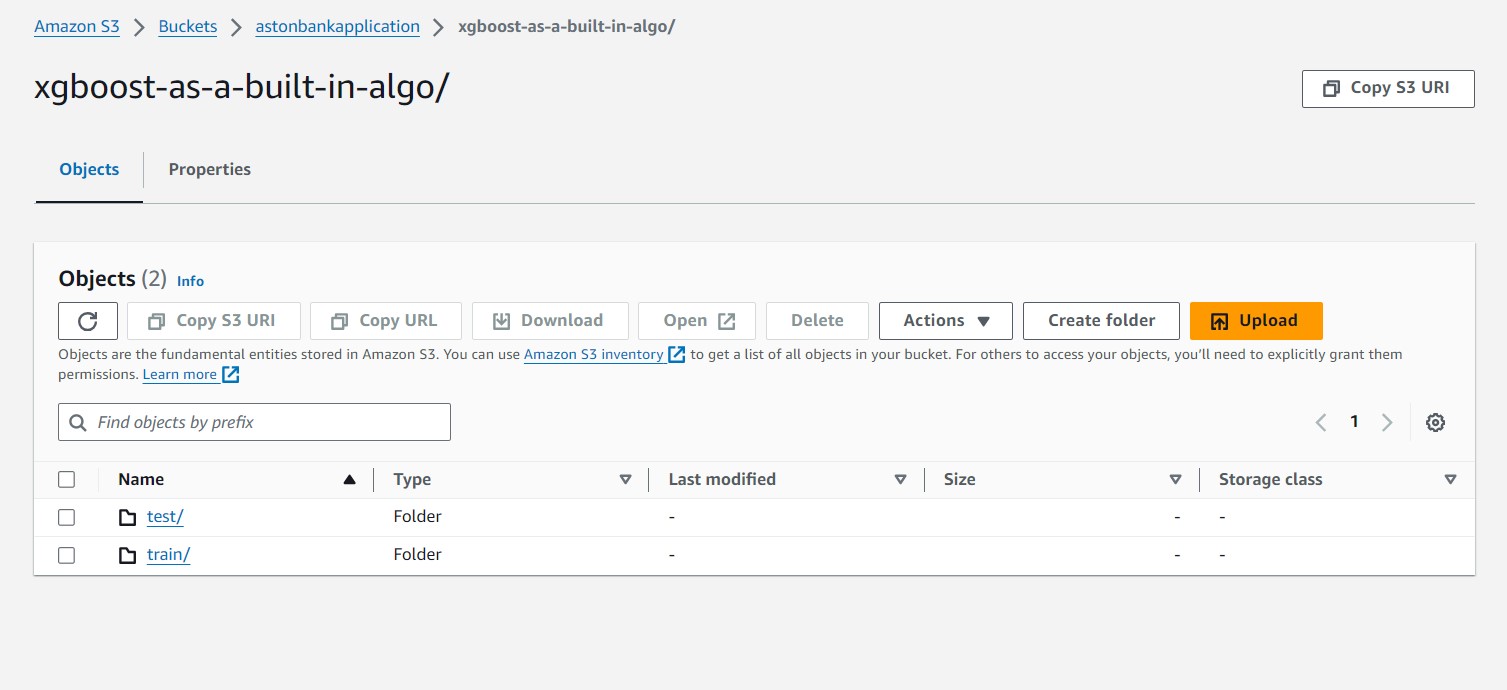 Amazon S3 > Buckets > astonbankapplication > xgboost-as-a-built-in-algo/
xgboost-as-a-built-in-algo/
Copy S3 URI
Objects Properties
Objects (2) Info
Copy S3 URI Copy URL Download Open Delete Actions Create folder Upload
Objects are the fundamental entities stored in Amazon S3. You can use Amazon S3 inventory to get a list of all objects in your bucket. For others to access your objects, you'll need to explicitly grant them
permissions. Learn more
Find objects by prefix
1
Name Type Last modified Size Storage class
test/ Folder - - -
train/ Folder - - -